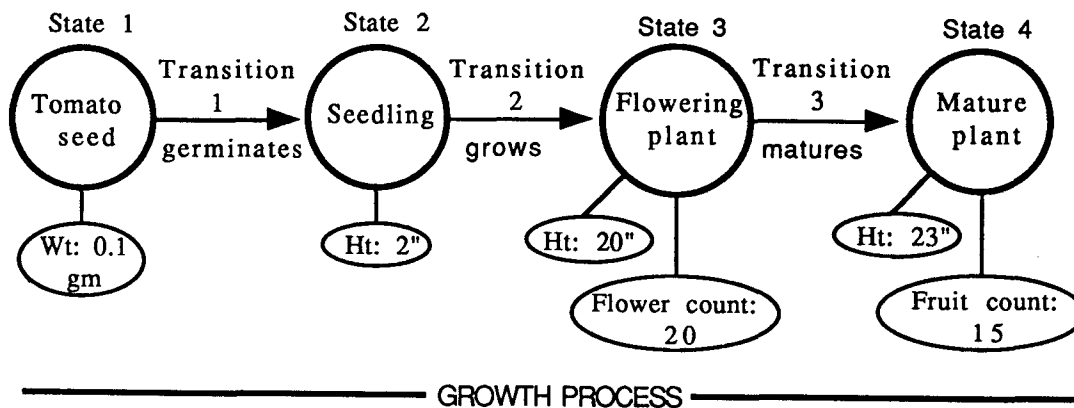 State 1
State 2
State 3
State 4
Transition
1
germinates
Transition
2
grows
Transition
3
matures
Tomato
seed
Seedling
Flowering
plant
Mature
plant
Wt: 0.1
gm
Ht: 2"
Ht: 20"
Flower count:
20
Ht: 23"
Fruit count:
15
GROWTH PROCESS